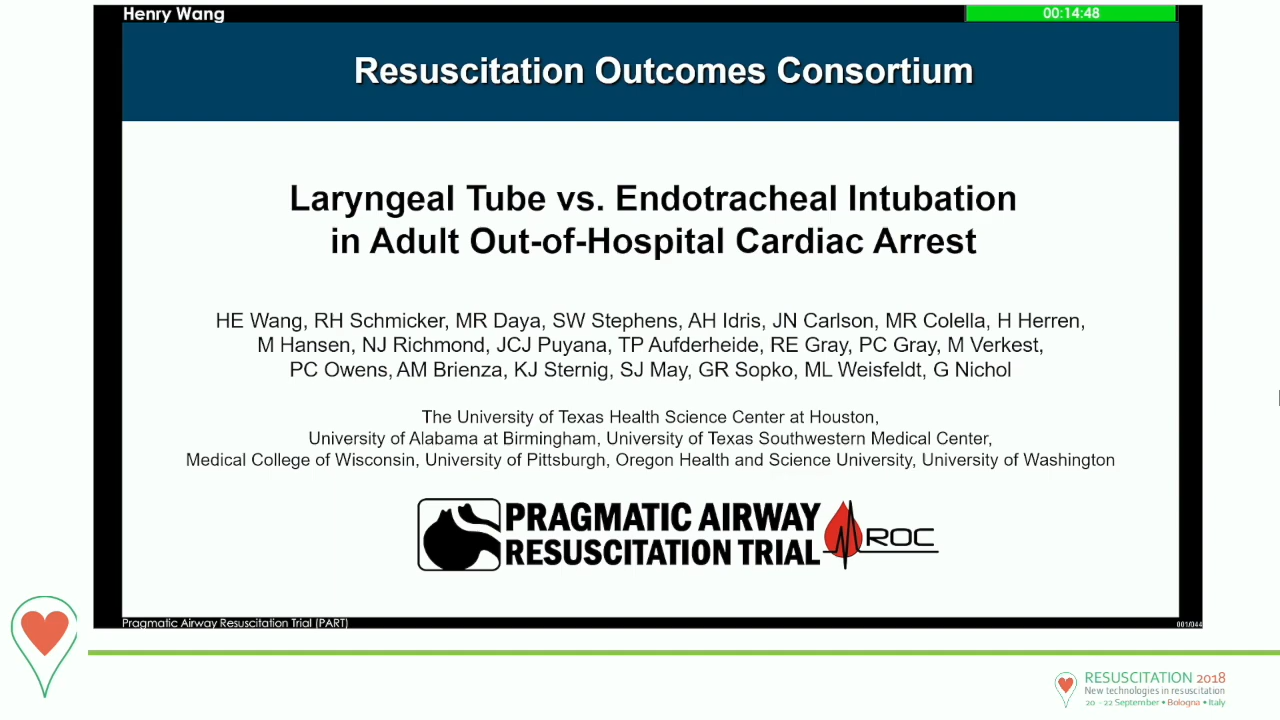 Henry Wang
00:14:48
Resuscitation Outcomes Consortium
Laryngeal Tube vs. Endotracheal Intubation
in Adult Out-of-Hospital Cardiac Arrest
HE Wang, RH Schmicker, MR Daya, SW Stephens, AH Idris, JN Carlson, MR Colella, H Herren,
M Hansen, NJ Richmond, JCJ Puyana, TP Aufderheide, RE Gray, PC Gray, M Verkest,
PC Owens, AM Brienza, KJ Sternig, SJ May, GR Sopko, ML Weisfeldt, G Nichol
The University of Texas Health Science Center at Houston,
University of Alabama at Birmingham, University of Texas Southwestern Medical Center,
Medical College of Wisconsin, University of Pittsburgh, Oregon Health and Science University, University of Washington
PRAGMATIC AIRWAY
RESUSCITATION TRIAL
ROC
Pragmatic Airway Resuscitation Trial (PART)
001/044
RESUSCITATION 2018
New technologies in resuscitation
20 - 22 September • Bologna • Italy